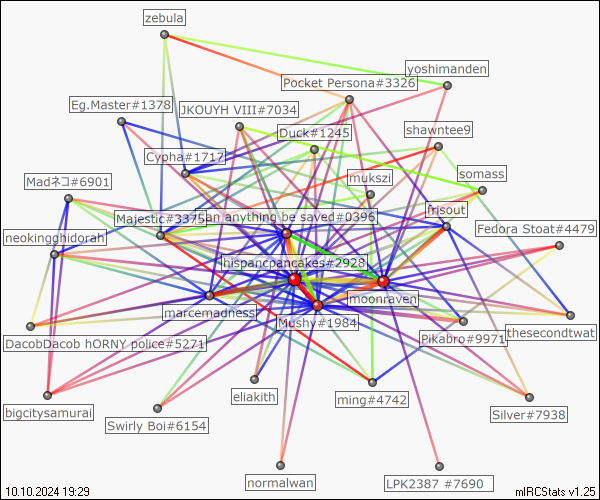 zebula
yoshimanden
Pocket Persona#3326
Eg.Master#1378
JKOUYH VIII#7034
Duck#1245
shawntee9
Cypha#1717
mukszi
somass
Madネコ#6901
Majestic#3375
can anything be saved#0396
frisout
Fedora Stoat#4479
neokinghidorah
hispancpancakes#2928
moonraven
marcemadness
Mushy#1984
DacobDacob hORNY police#5271
Pikabro#9971
thesecondtwat
bigcitysamurai
Swirly Boi#6154
eliakith
ming#4742
Silver#7938
normalwan
LPK2387 #7690
10.10.2024 19:29
mIRCStats v1.25